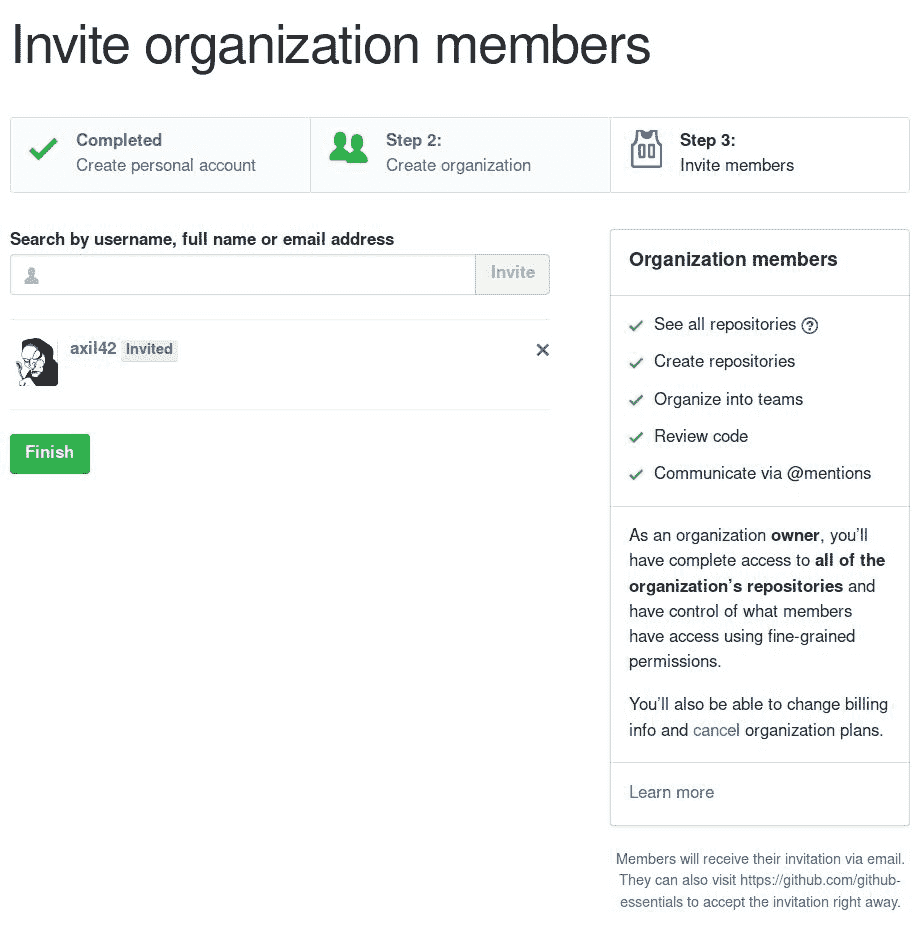 Invite organization members
Completed
Create personal account
Step 2:
Create organization
Step 3:
Invite members
Search by username, full name or email address
Invite
axil42 Invited
Finish
Organization members
See all repositories
Create repositories
Organize into teams
Review code
Communicate via @mentions
As an organization owner, you’ll
have complete access to all of the
organization’s repositories and
have control of what members
have access using fine-grained
permissions.
You’ll also be able to change billing
info and cancel organization plans.
Learn more
Members will receive their invitation via email.
They can also visit https://github.com/github-
essentials to accept the invitation right away.